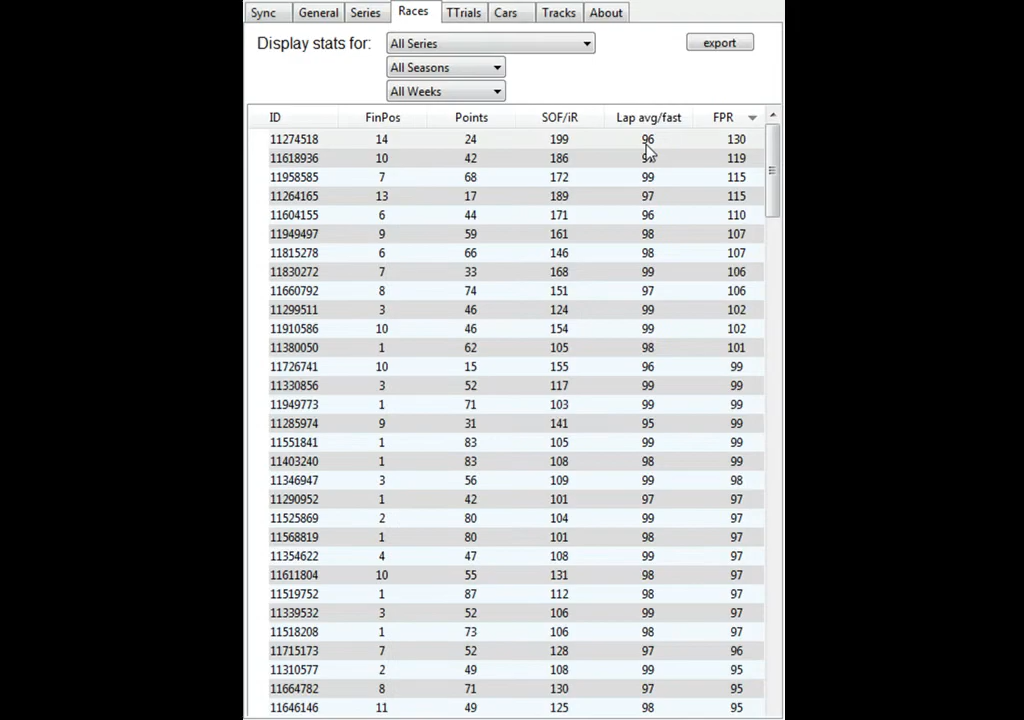 Sync General Series Races TTrials Cars Tracks About
Display stats for: All Series export
All Seasons
All Weeks
ID FinPos Points SOF/iR Lap avg/fast FPR
11274518 14 24 199 96 130
11618936 10 42 186 119
11958585 7 68 172 99 115
11264165 13 17 189 97 115
11604155 6 44 171 96 110
11949497 9 59 161 98 107
11815278 6 66 146 98 107
11830272 7 33 168 99 106
11660792 8 74 151 97 106
11299511 3 46 124 99 102
11910586 10 46 154 99 102
11380050 1 62 105 98 101
11726741 10 15 155 96 99
11330856 3 52 117 99 99
11949773 1 71 103 99 99
11285974 9 31 141 95 99
11551841 1 83 105 99 99
11403240 1 83 108 98 99
11346947 3 56 109 99 98
11290952 1 42 101 97 97
11525869 2 80 104 99 97
11568819 1 80 101 98 97
11354622 4 47 108 99 97
11611804 10 55 131 98 97
11519752 1 87 112 98 97
11339532 3 52 106 99 97
11518208 1 73 106 98 97
11715173 7 52 128 97 96
11310577 2 49 108 99 95
11664782 8 71 130 97 95
11646146 11 49 125 98 95